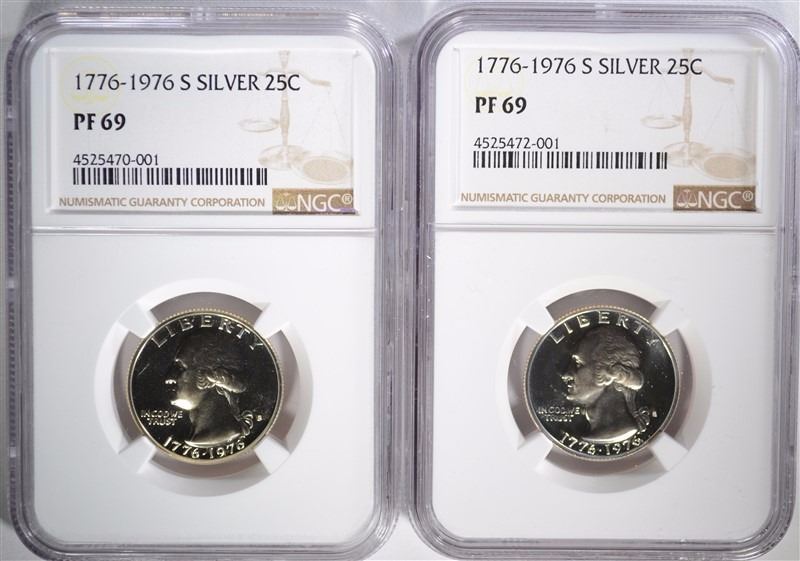 1776-1976 S SILVER 25C
PF 69
4525470-001
NUMISMATIC GUARANTY CORPORATION NGC®
LIBERTY
IN GOD WE
TRUST
S
1776-1976
1776-1976 S SILVER 25C
PF 69
4525472-001
NUMISMATIC GUARANTY CORPORATION NGC®
LIBERTY
IN GOD WE
TRUST
S
1776-1976